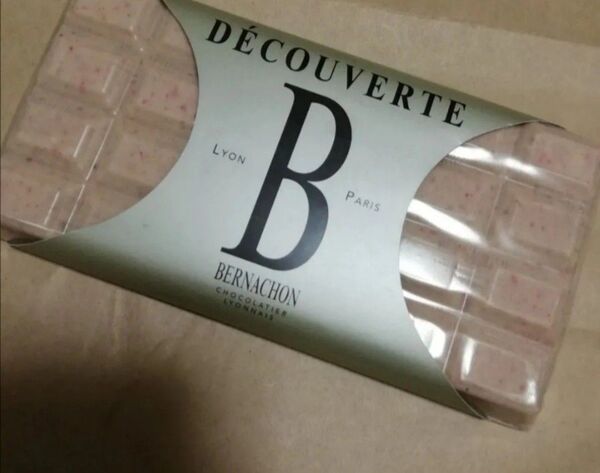 DÉCOUVERTE
B
LYON
PARIS
BERNACHON
CHOCOLATIER
LYONNAIS